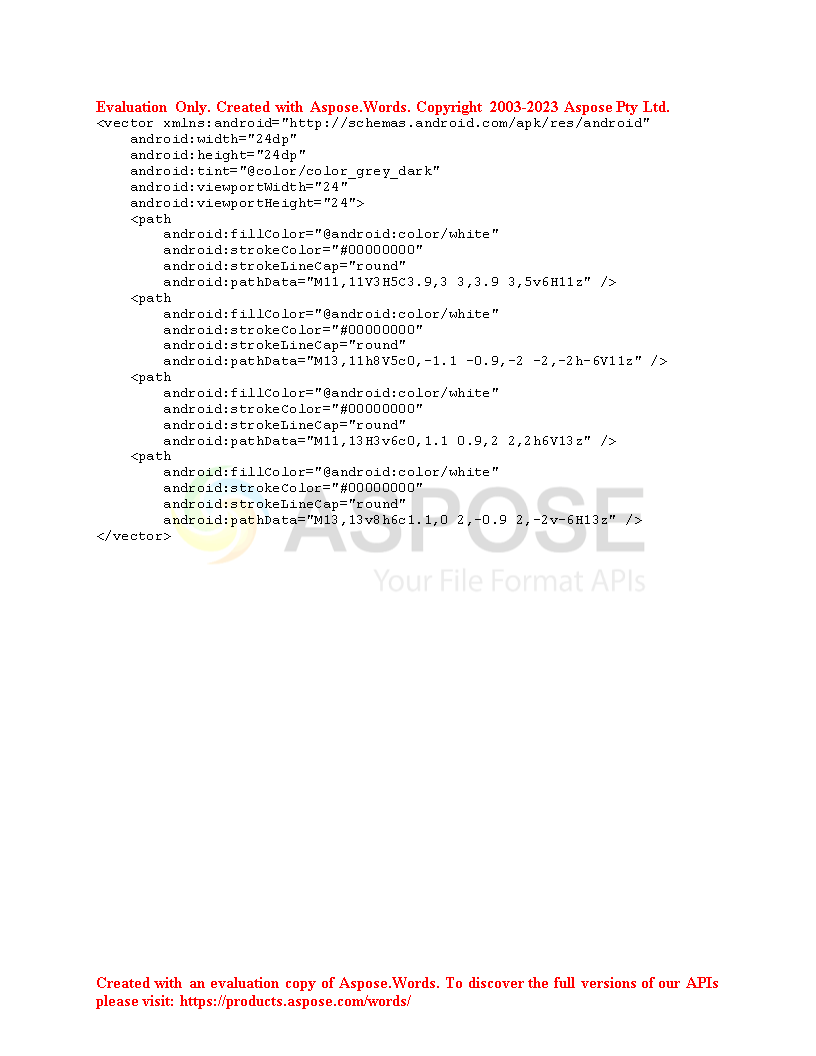 Evaluation Only. Created with Aspose.Words. Copyright 2003-2023 Aspose Pty Ltd.
<vector xmlns:android="http://schemas.android.com/apk/res/android"
    android:width="24dp"
    android:height="24dp"
    android:tint="@color/color_grey_dark"
    android:viewportWidth="24"
    android:viewportHeight="24">
    <path
        android:fillColor="@android:color/white"
        android:strokeColor="#00000000"
        android:strokeLineCap="round"
        android:pathData="M11,11V3H5C3.9,3 3,3.9 3,5v6H11z" />
    <path
        android:fillColor="@android:color/white"
        android:strokeColor="#00000000"
        android:strokeLineCap="round"
        android:pathData="M13,11h8V5c0,-1.1 -0.9,-2 -2,-2h-6V11z" />
    <path
        android:fillColor="@android:color/white"
        android:strokeColor="#00000000"
        android:strokeLineCap="round"
        android:pathData="M11,13H3v6c0,1.1 0.9,2 2,2h6V13z" />
    <path
        android:fillColor="@android:color/white"
        android:strokeColor="#00000000"
        android:strokeLineCap="round"
        android:pathData="M13,13v8h6c1.1,0 2,-0.9 2,-2v-6H13z" />
</vector>
ASPOSE
Your File Format APIs
Created with an evaluation copy of Aspose.Words. To discover the full versions of our APIs
please visit: https://products.aspose.com/words/